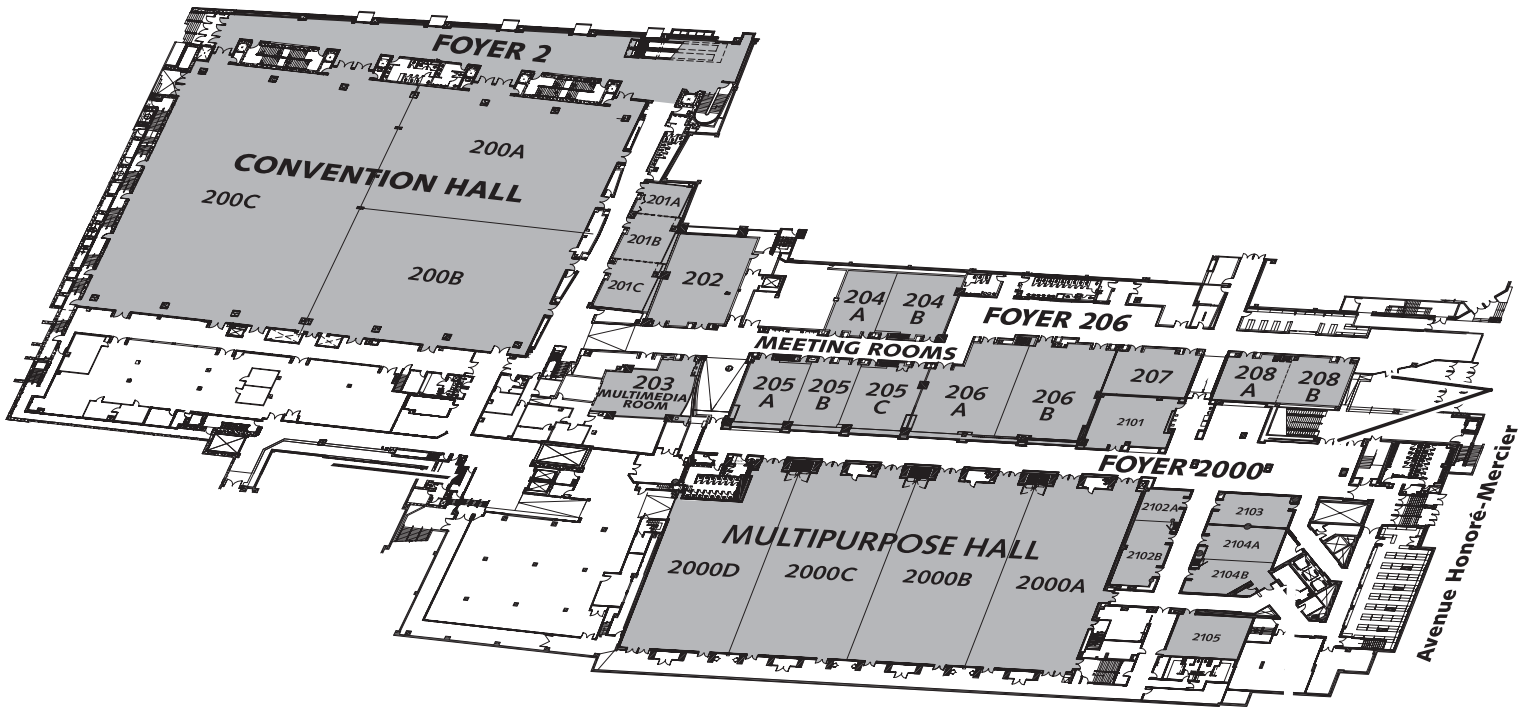 FOYER 2
200A
CONVENTION HALL
200C
200B
201A
201B
201C
202
204
A
204
B
FOYER 206
MEETING ROOMS
203
MULTIMEDIA
ROOM
205
A
205
B
205
C
206
A
206
B
207
208
A
208
B
2101
FOYER 2000
MULTIPURPOSE HALL
2000D
2000C
2000B
2000A
2102A
2102B
2103
2104A
2104B
2105
Avenue Honoré-Mercier